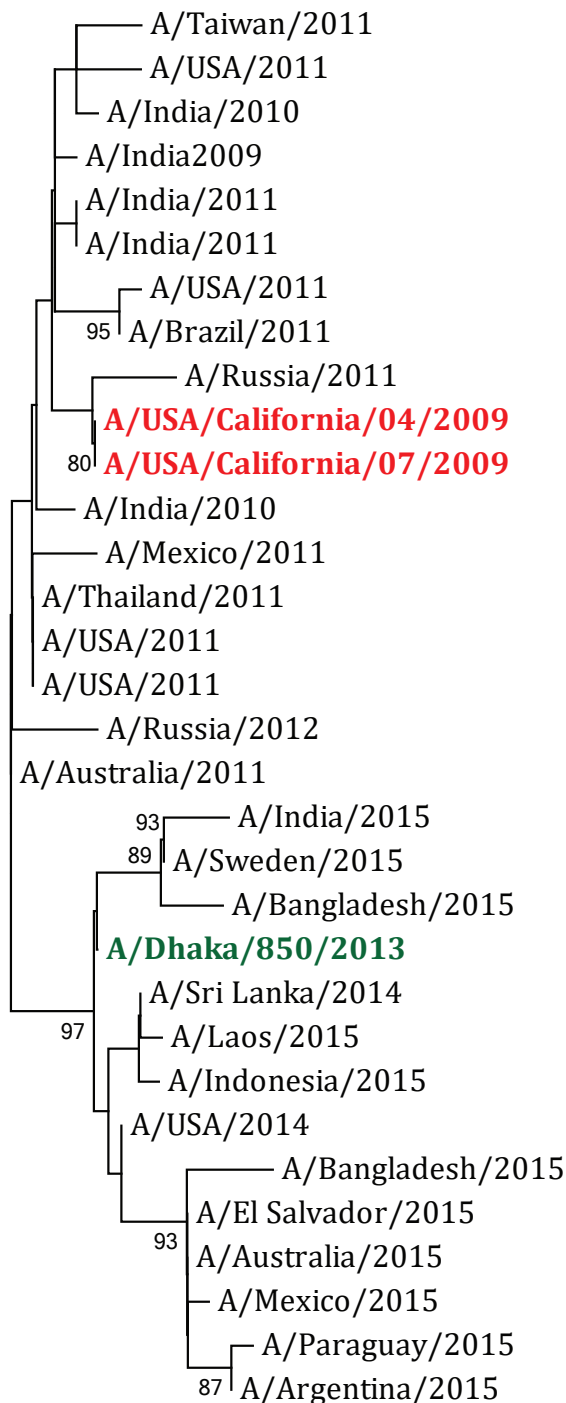 A/Taiwan/2011
A/USA/2011
A/India/2010
A/India2009
A/India/2011
A/India/2011
A/USA/2011
95
A/Brazil/2011
A/Russia/2011
A/USA/California/04/2009
80
A/USA/California/07/2009
A/India/2010
A/Mexico/2011
A/Thailand/2011
A/USA/2011
A/USA/2011
A/Russia/2012
A/Australia/2011
93
A/India/2015
89
A/Sweden/2015
A/Bangladesh/2015
A/Dhaka/850/2013
A/Sri Lanka/2014
97
A/Laos/2015
A/Indonesia/2015
A/USA/2014
A/Bangladesh/2015
A/El Salvador/2015
93
A/Australia/2015
A/Mexico/2015
A/Paraguay/2015
87
A/Argentina/2015